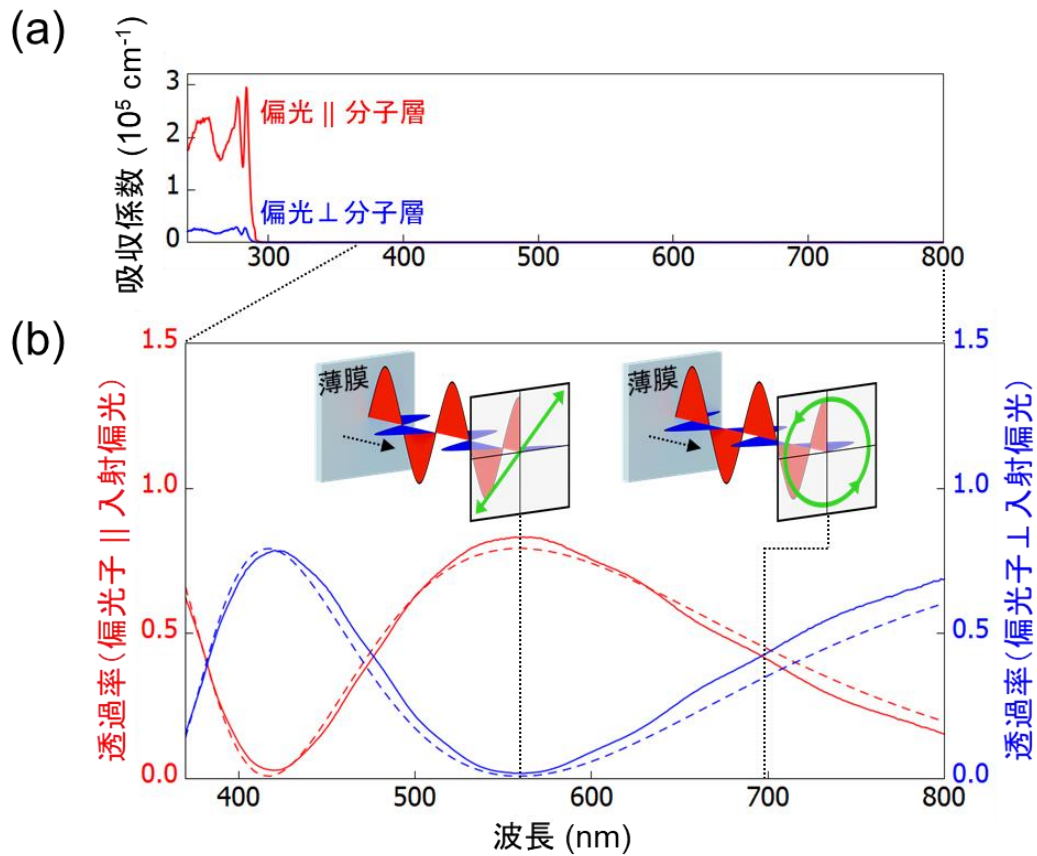 (a)
吸収係数 (10⁵ cm⁻¹)
3
2
1
0
偏光 || 分子層
偏光⊥分子層
300 400 500 600 700 800
(b)
透過率(偏光子 || 入射偏光)
1.5
1.0
0.5
0.0
薄膜
薄膜
1.5
1.0
0.5
0.0
透過率(偏光子⊥入射偏光)
400 500 600 700 800
波長 (nm)